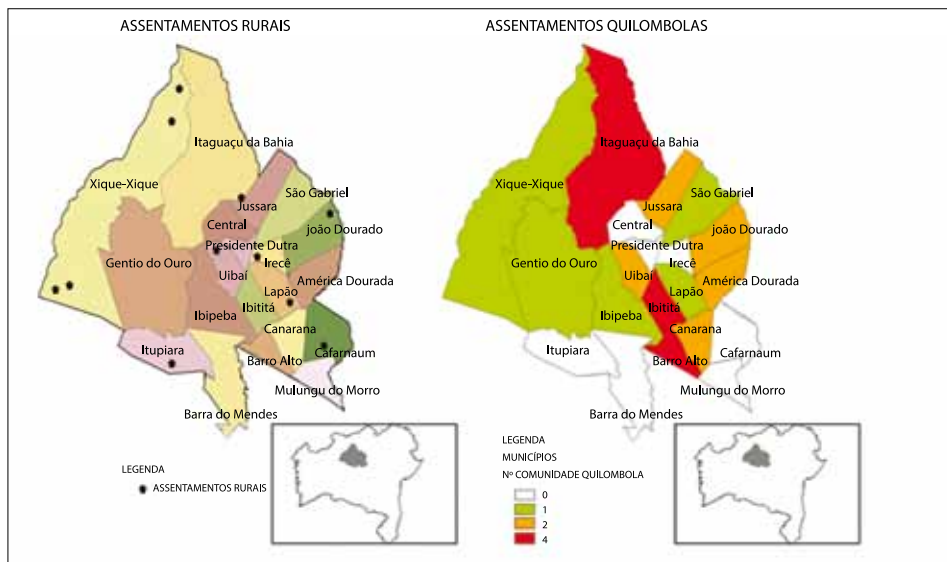 ASSENTAMENTOS RURAIS
Itaguaçu da Bahia
Xique-Xique
São Gabriel
Jussara
Central
joão Dourado
Presidente Dutra
Gentio do Ouro
Irecê
Uibaí
América Dourada
Lapão
Ibititá
Ibipeba
Canarana
Itupiara
Barro Alto
Cafarnaum
Mulungu do Morro
Barra do Mendes
LEGENDA
ASSENTAMENTOS RURAIS
ASSENTAMENTOS QUILOMBOLAS
Itaguaçu da Bahia
Xique-Xique
São Gabriel
Jussara
Central
joão Dourado
Presidente Dutra
Gentio do Ouro
Irecê
Uibaí
América Dourada
Lapão
Ibititá
Ibipeba
Canarana
Itupiara
Barro Alto
Cafarnaum
Mulungu do Morro
Barra do Mendes
LEGENDA
MUNICÍPIOS
Nº COMUNIDADE QUILOMBOLA
0
1
2
4